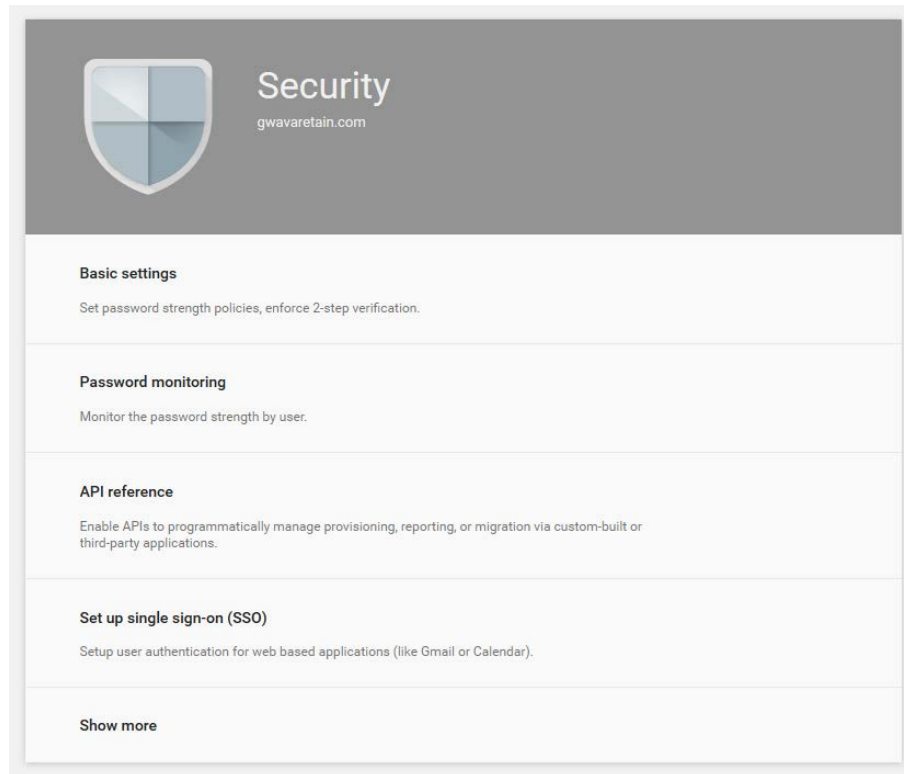 Security
gwavaretain.com
Basic settings
Set password strength policies, enforce 2-step verification.
Password monitoring
Monitor the password strength by user.
API reference
Enable APIs to programmatically manage provisioning, reporting, or migration via custom-built or
third-party applications.
Set up single sign-on (SSO)
Setup user authentication for web based applications (like Gmail or Calendar).
Show more